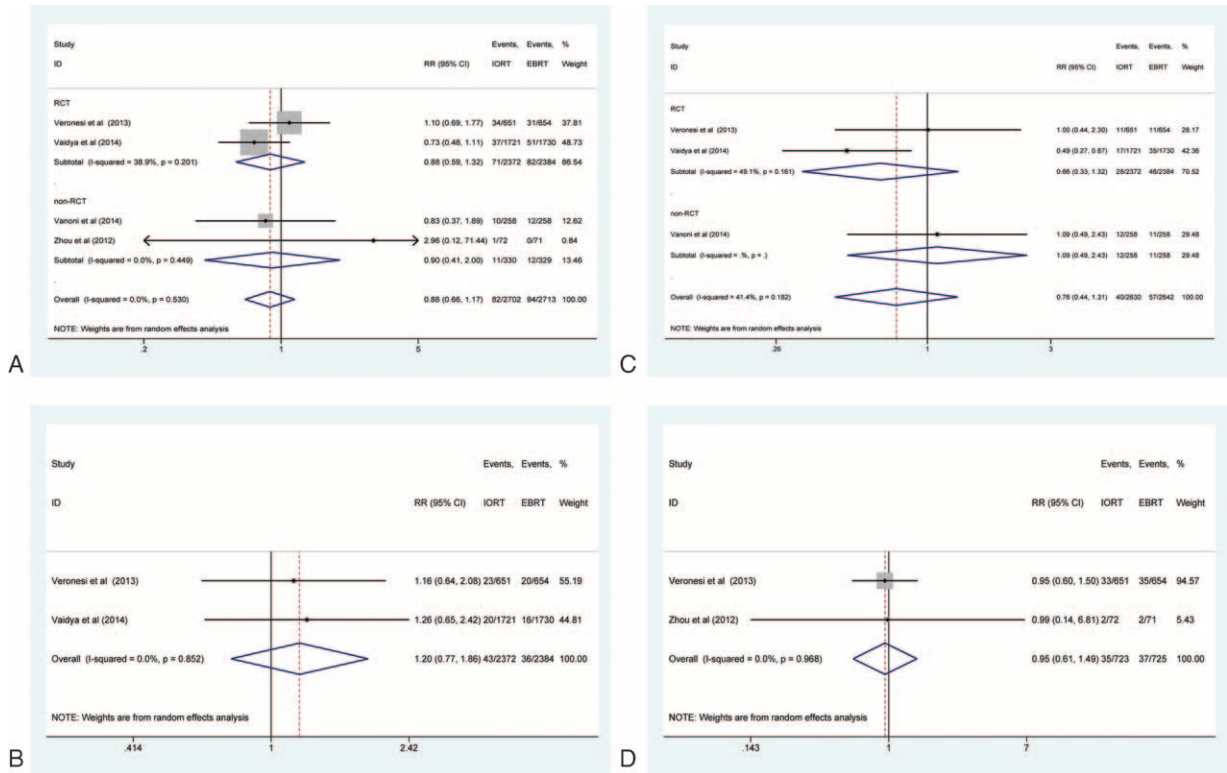 Study Events, Events, %
ID RR (95% CI) IORT EBRT Weight
RCT
Veronesi et al (2013) 1.10 (0.69, 1.77) 34/651 31/654 37.81
Vaidya et al (2014) 0.73 (0.48, 1.11) 37/1721 51/1730 48.73
Subtotal (I-squared = 38.9%, p = 0.201) 0.88 (0.59, 1.32) 71/2372 82/2384 86.54
.
non-RCT
Vanoni et al (2014) 0.83 (0.37, 1.89) 10/258 12/258 12.62
Zhou et al (2012) 2.96 (0.12, 71.44) 1/72 0/71 0.84
Subtotal (I-squared = 0.0%, p = 0.449) 0.90 (0.41, 2.00) 11/330 12/329 13.46
.
Overall (I-squared = 0.0%, p = 0.530) 0.88 (0.66, 1.17) 82/2702 94/2713 100.00
NOTE: Weights are from random effects analysis
.2 1 5
A
Study Events, Events, %
ID RR (95% CI) IORT EBRT Weight
RCT
Veronesi et al (2013) 1.00 (0.44, 2.30) 11/651 11/654 28.17
Vaidya et al (2014) 0.49 (0.27, 0.87) 17/1721 35/1730 42.36
Subtotal (I-squared = 49.1%, p = 0.161) 0.66 (0.33, 1.32) 28/2372 46/2384 70.52
.
non-RCT
Vanoni et al (2014) 1.09 (0.49, 2.43) 12/258 11/258 29.48
Subtotal (I-squared = .%, p = .) 1.09 (0.49, 2.43) 12/258 11/258 29.48
.
Overall (I-squared = 41.4%, p = 0.182) 0.76 (0.44, 1.31) 40/2630 57/2642 100.00
NOTE: Weights are from random effects analysis
.26 1 3
C
Study Events, Events, %
ID RR (95% CI) IORT EBRT Weight
Veronesi et al (2013) 1.16 (0.64, 2.08) 23/651 20/654 55.19
Vaidya et al (2014) 1.26 (0.65, 2.42) 20/1721 16/1730 44.81
Overall (I-squared = 0.0%, p = 0.852) 1.20 (0.77, 1.86) 43/2372 36/2384 100.00
NOTE: Weights are from random effects analysis
.414 1 2.42
B
Study Events, Events, %
ID RR (95% CI) IORT EBRT Weight
Veronesi et al (2013) 0.95 (0.60, 1.50) 33/651 35/654 94.57
Zhou et al (2012) 0.99 (0.14, 6.81) 2/72 2/71 5.43
Overall (I-squared = 0.0%, p = 0.968) 0.95 (0.61, 1.49) 35/723 37/725 100.00
NOTE: Weights are from random effects analysis
.143 1 7
D